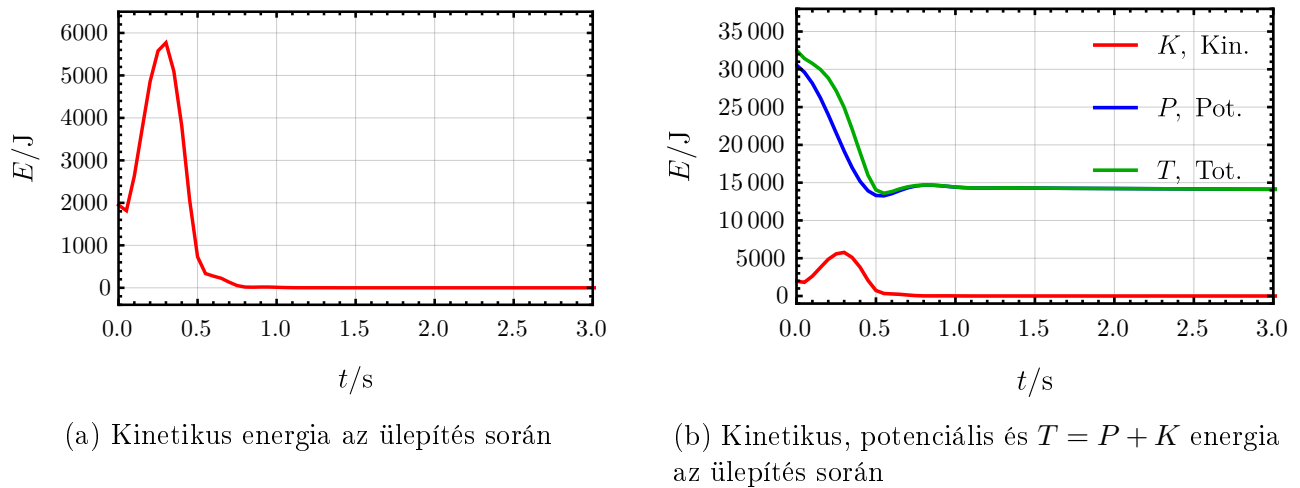 6000
5000
4000
3000
2000
1000
0
E/J
0.0 0.5 1.0 1.5 2.0 2.5 3.0
t/s
(a) Kinetikus energia az ülepítés során
35 000
30 000
25 000
20 000
15 000
10 000
5000
0
E/J
K, Kin.
P, Pot.
T, Tot.
0.0 0.5 1.0 1.5 2.0 2.5 3.0
t/s
(b) Kinetikus, potenciális és T = P + K energia
az ülepítés során